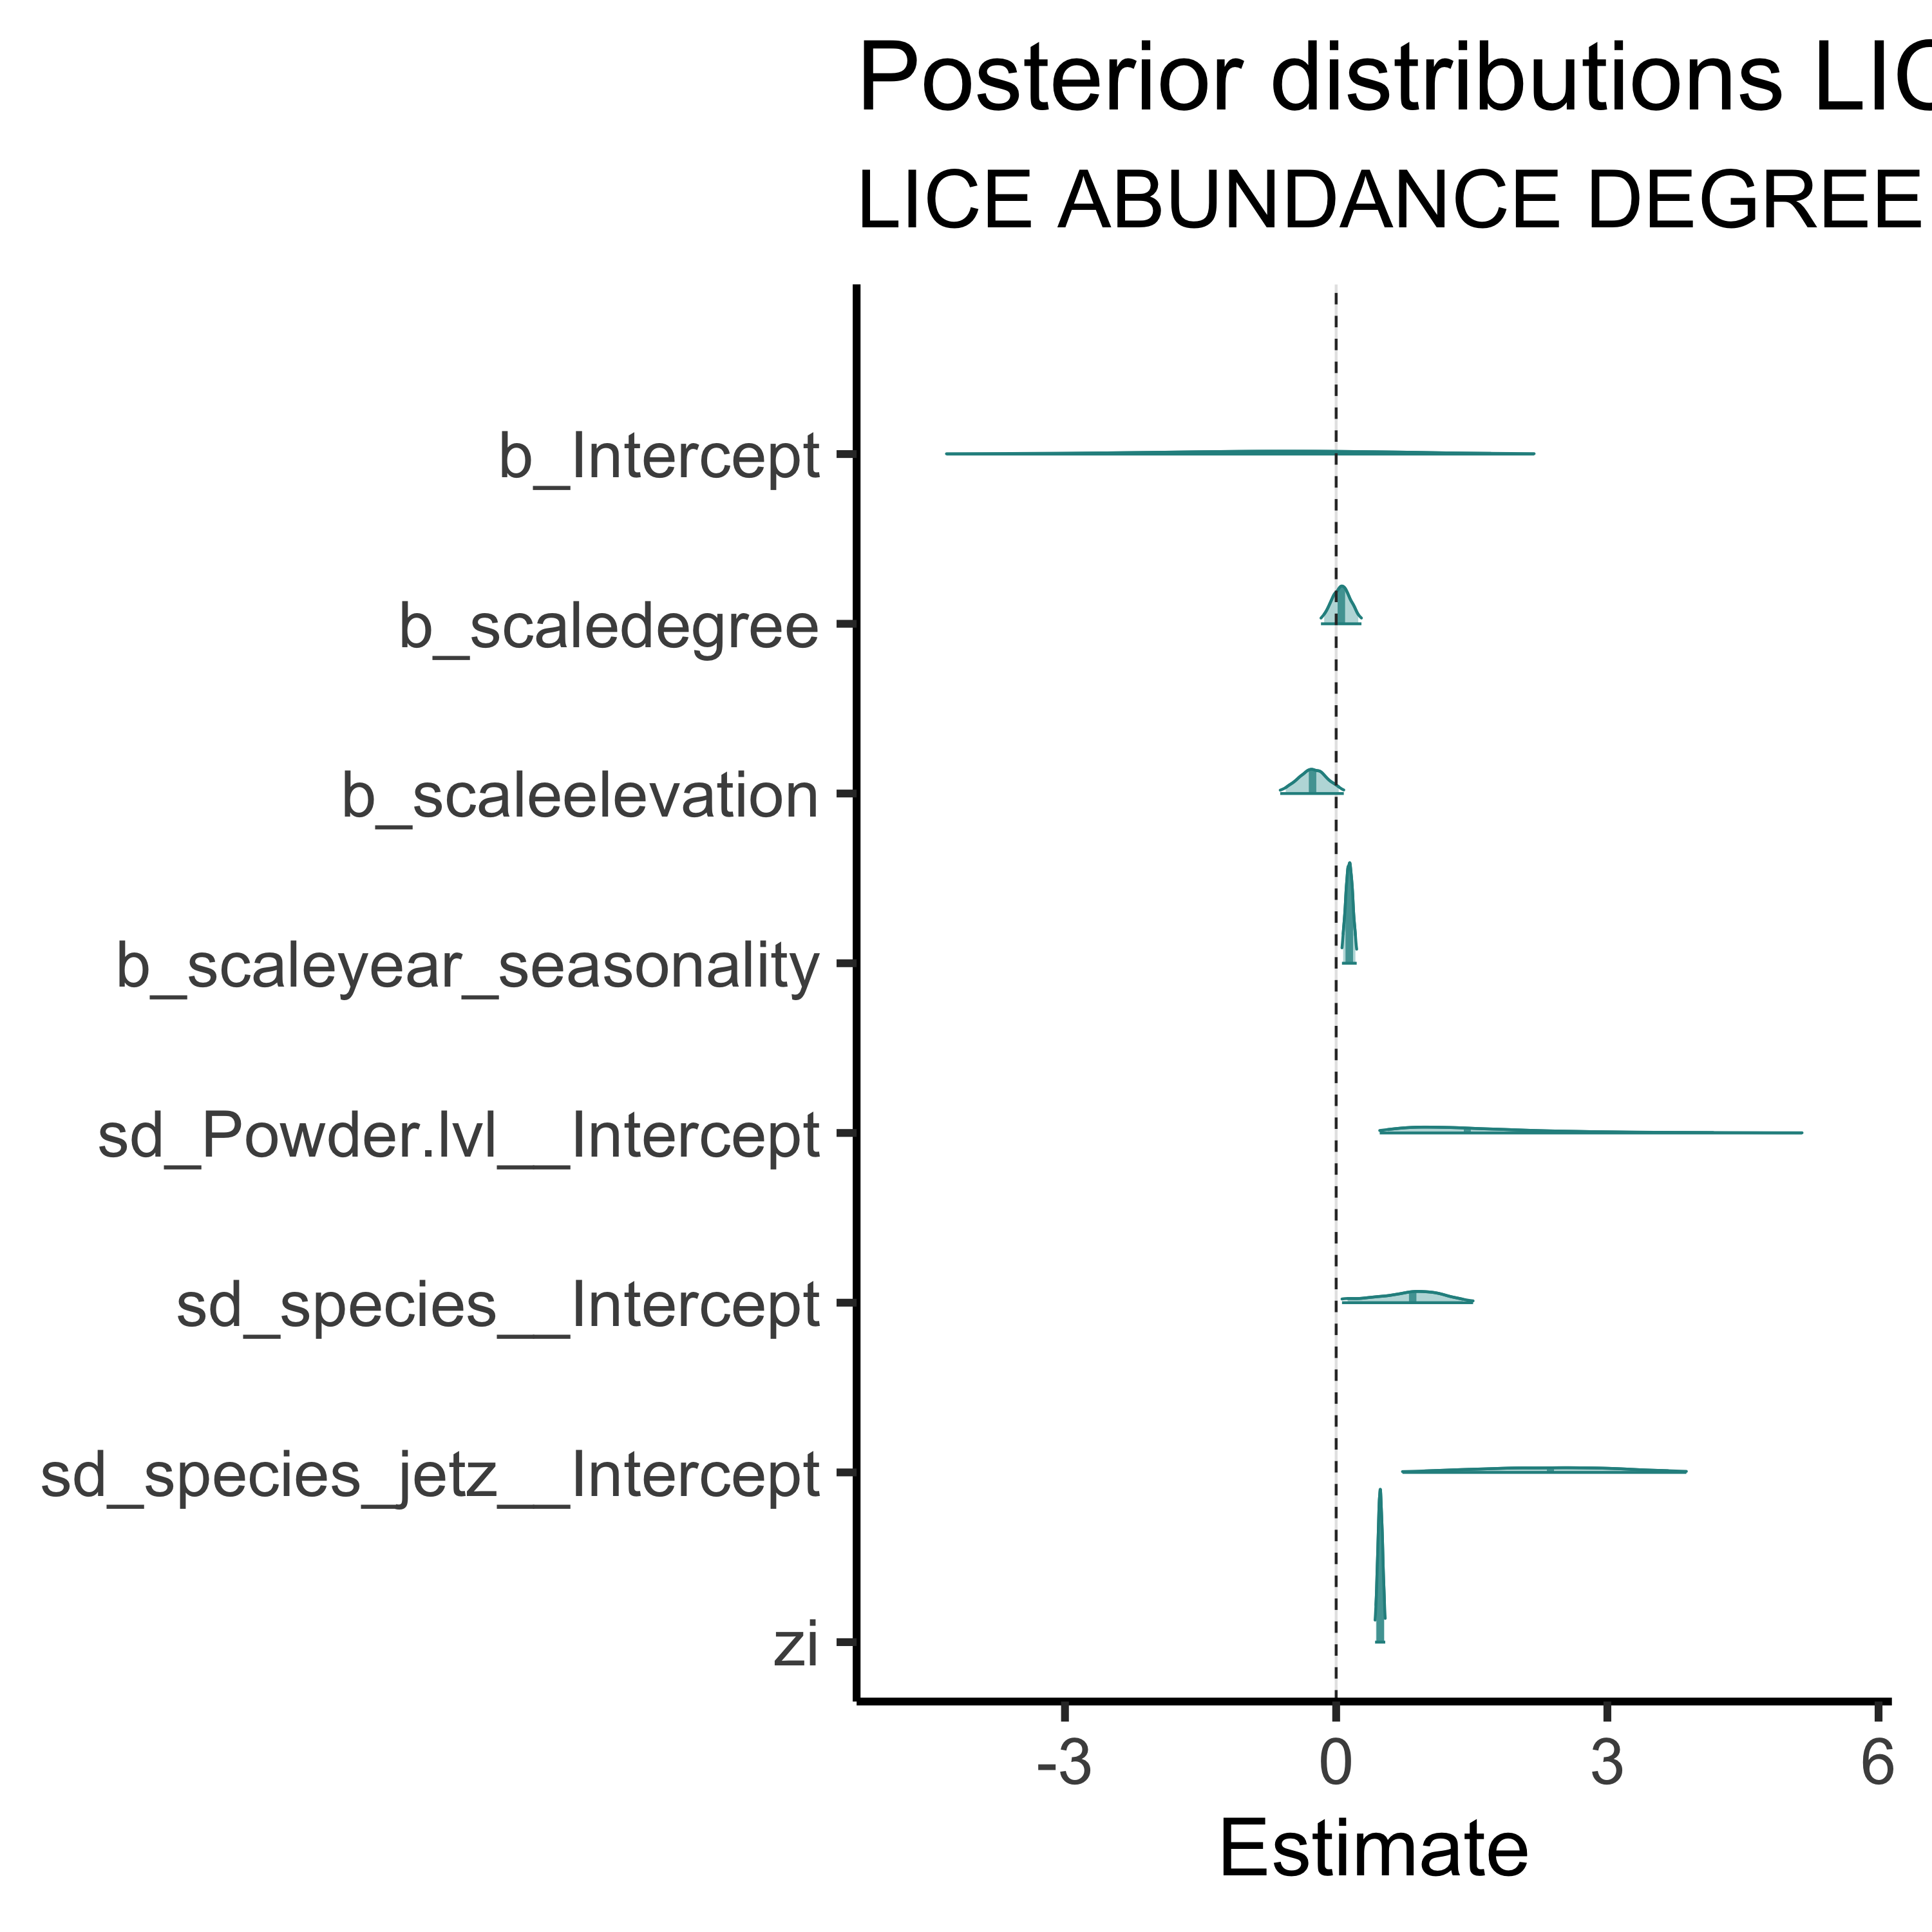 Posterior distributions LIC
LICE ABUNDANCE DEGREE
b_Intercept
b_scaledegree
b_scaleelevation
b_scaleyear_seasonality
sd_Powder.lvl__Intercept
sd_species__Intercept
sd_species_jetz__Intercept
zi
-3 0 3 6
Estimate